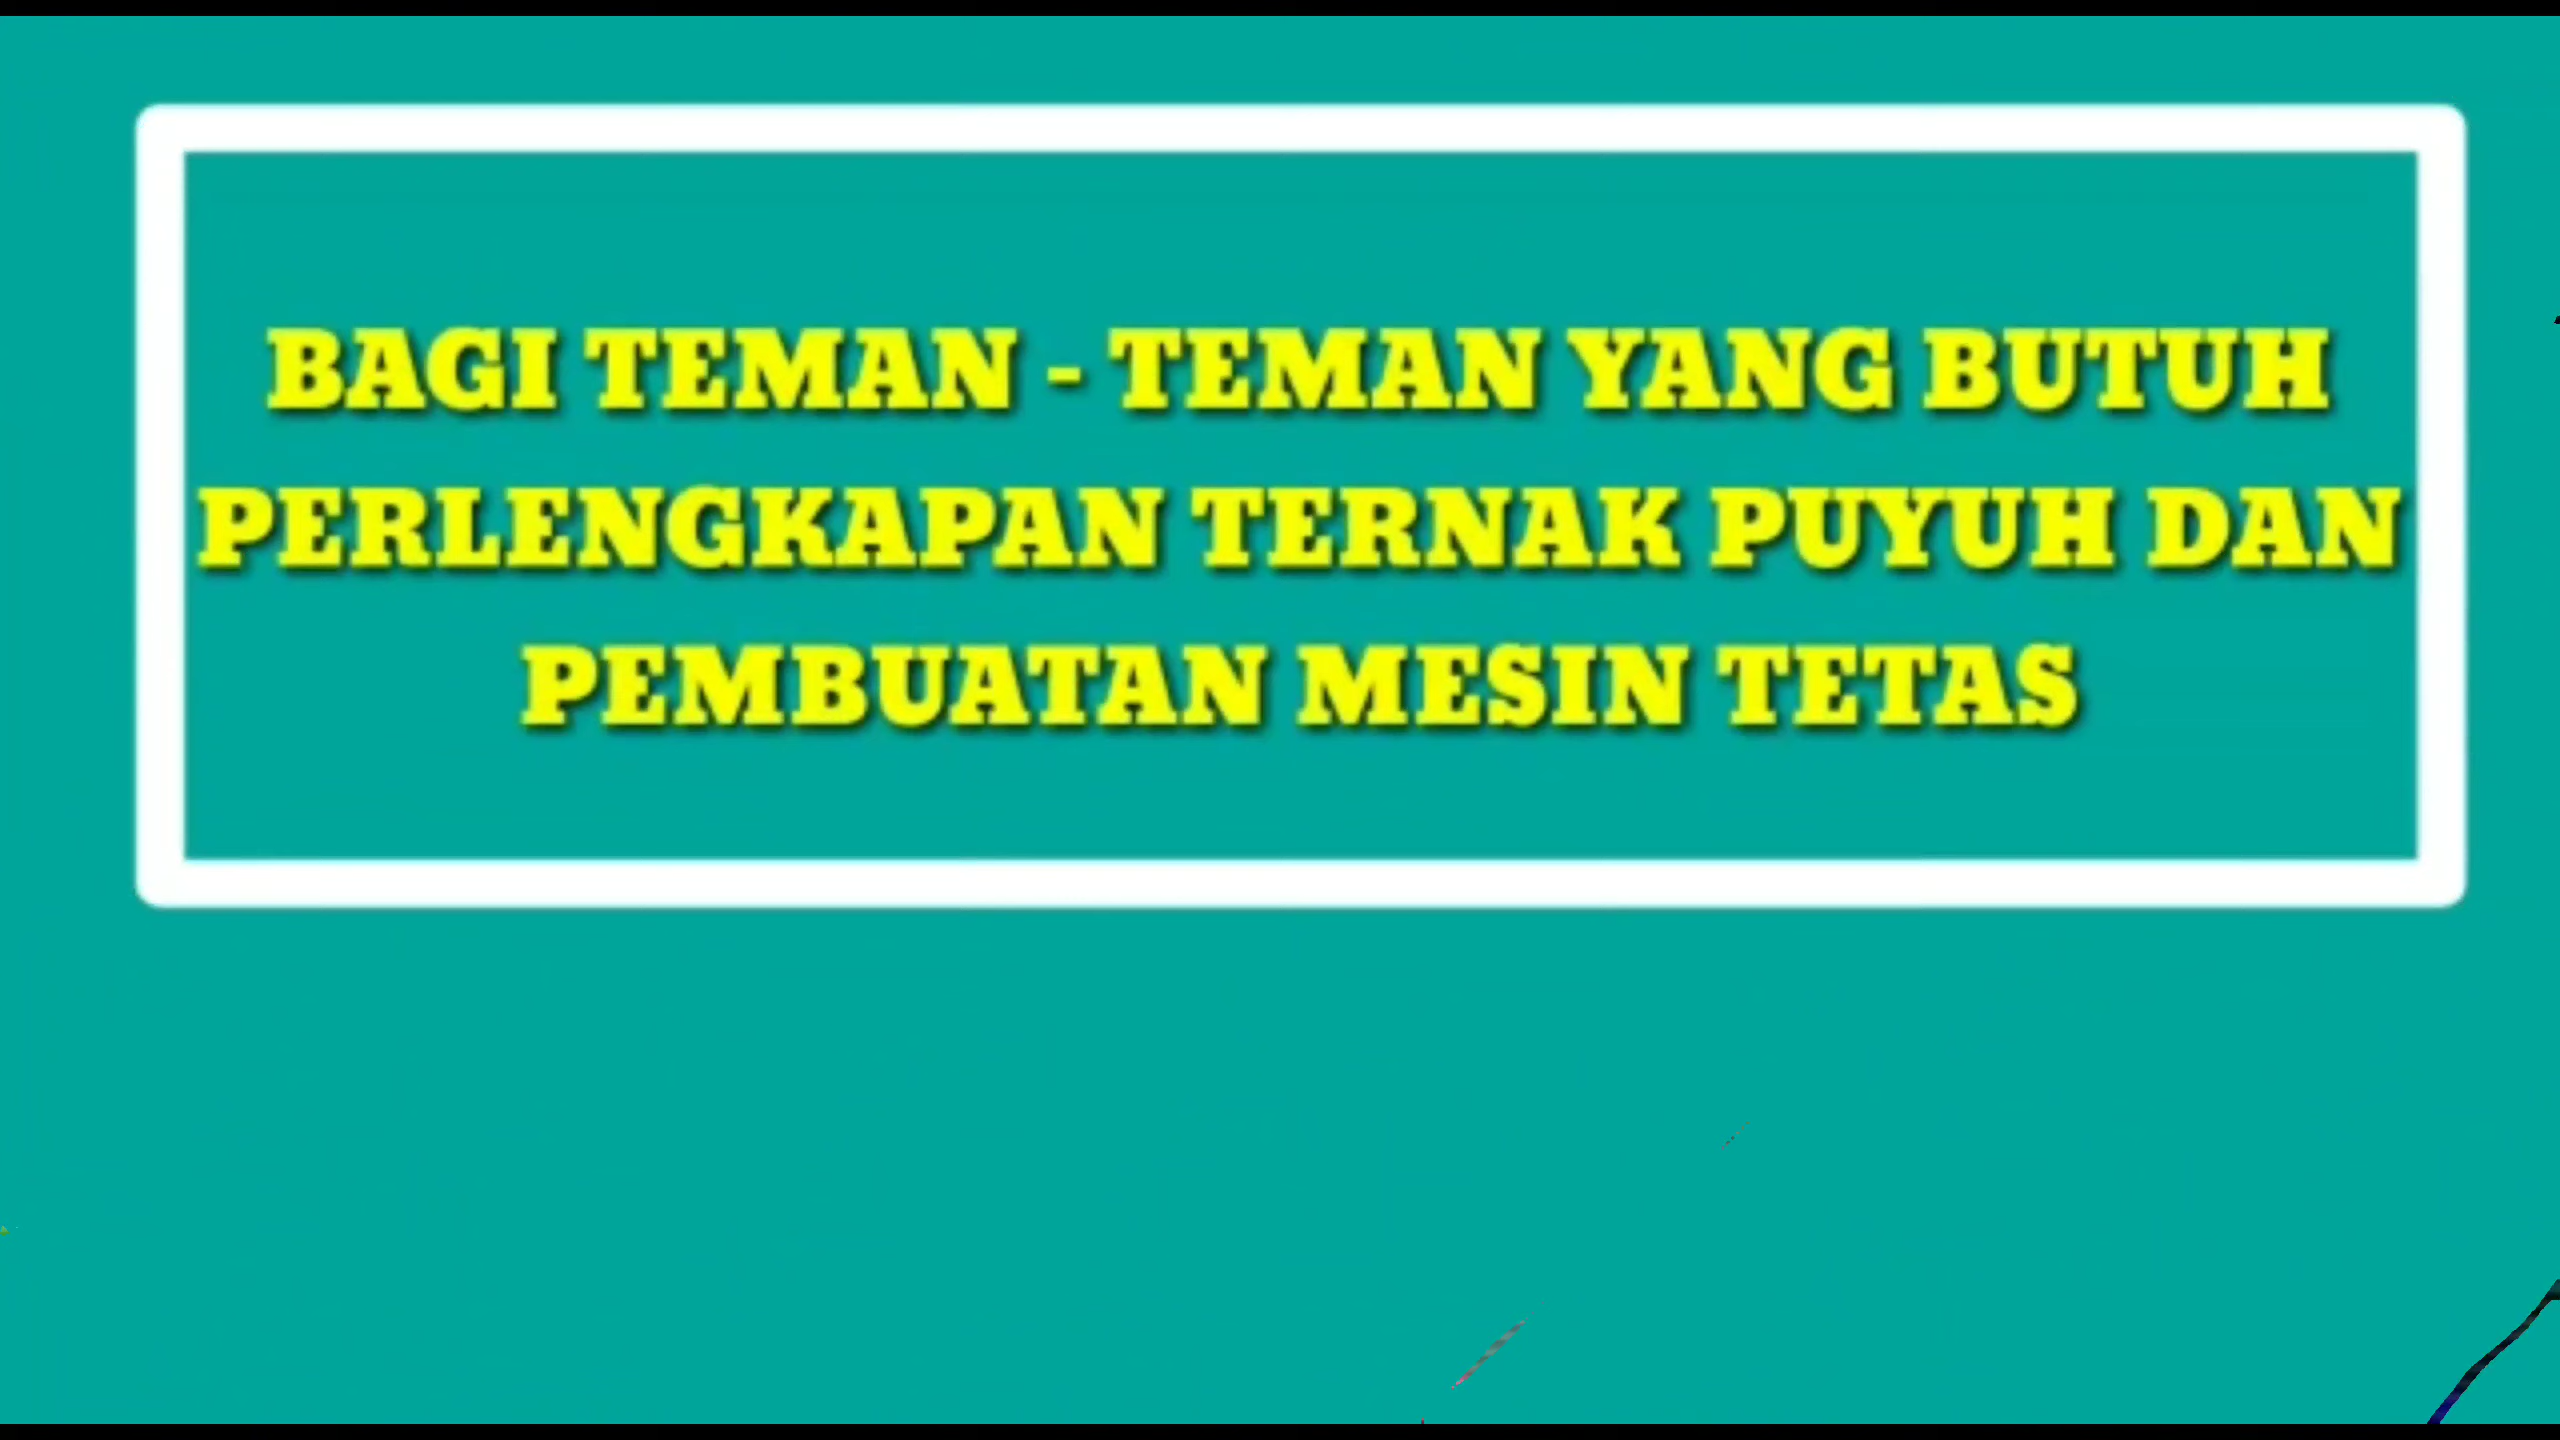 BAGI TEMAN - TEMAN YANG BUTUH
PERLENGKAPAN TERNAK PUYUH DAN
PEMBUATAN MESIN TETAS